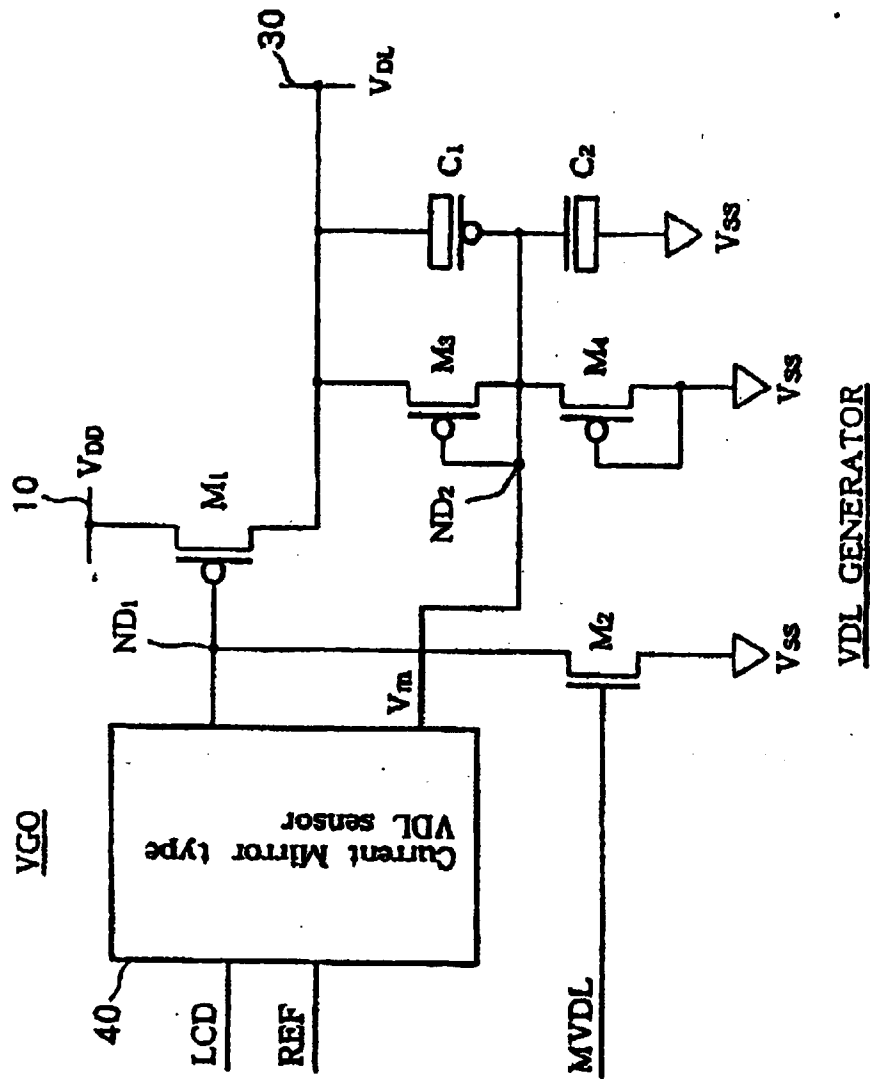 VGO
10
VDD
30
VDL
ND1
M1
40
LCD
REF
Current Mirror type
VDL sensor
Vm
M3
C1
ND2
M4
C2
VSS
VSS
MVDL
M2
VSS
VDL GENERATOR